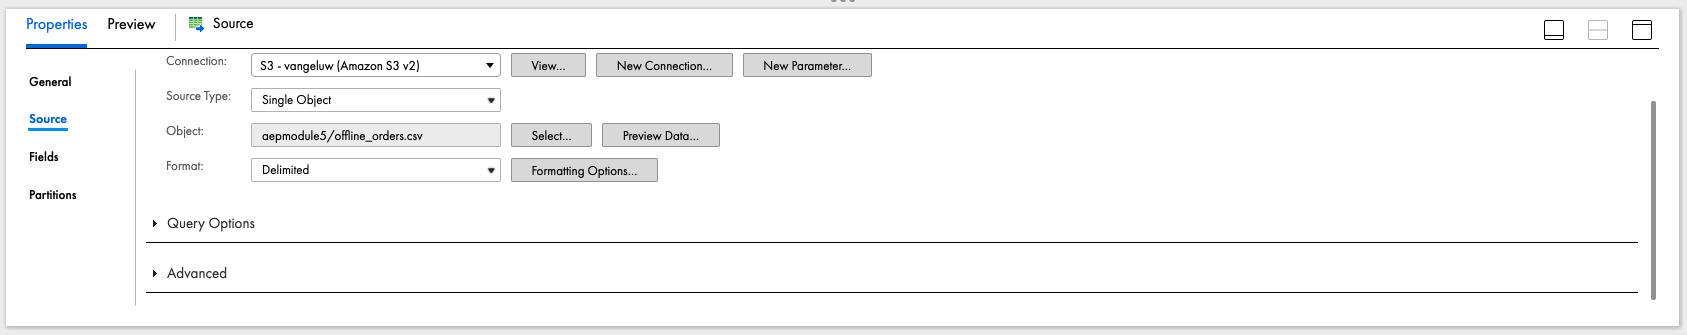 Properties Preview Source
General
Source
Fields
Partitions
Connection: S3 - vangeluw (Amazon S3 v2) View... New Connection... New Parameter...
Source Type: Single Object
Object: aepmodule5/offline_orders.csv Select... Preview Data...
Format: Delimited Formatting Options...
Query Options
Advanced